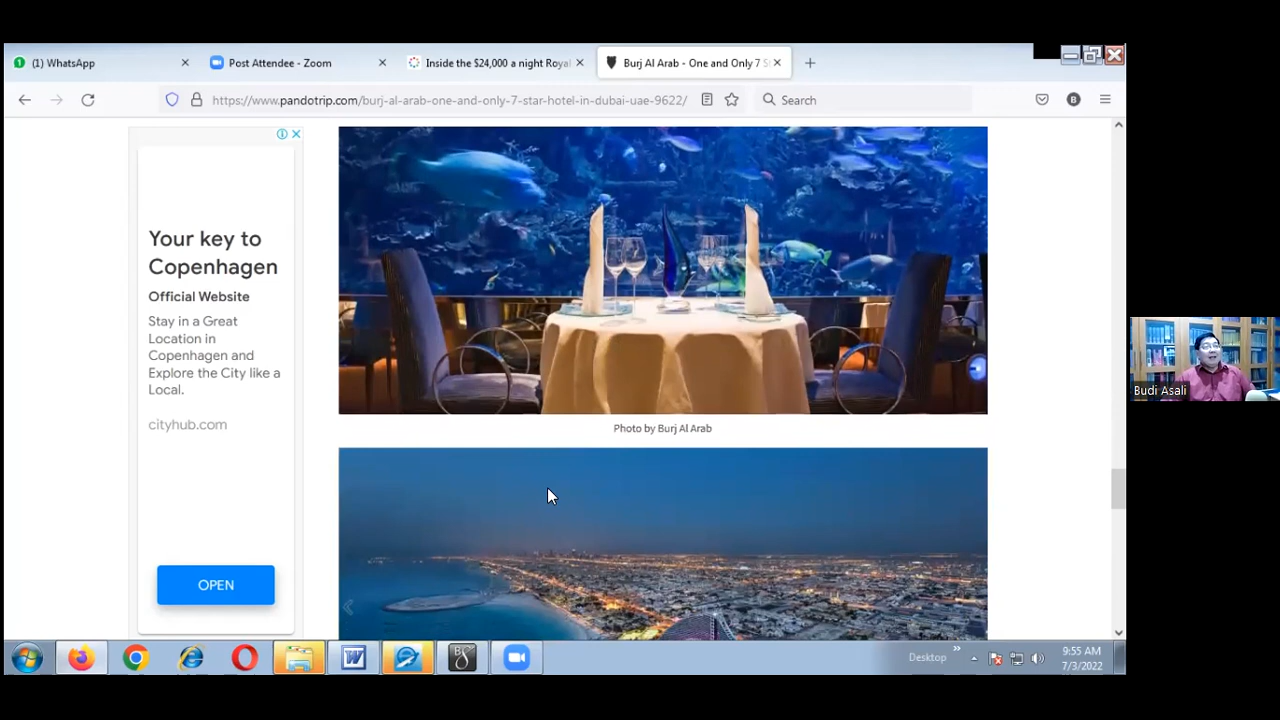 (1) WhatsApp
Post Attendee - Zoom
Inside the $24,000 a night Royal
Burj Al Arab - One and Only 7 S
https://www.pandotrip.com/burj-al-arab-one-and-only-7-star-hotel-in-dubai-uae-9622/
Search
B
Your key to
Copenhagen
Official Website
Stay in a Great
Location in
Copenhagen and
Explore the City like a
Local.
cityhub.com
OPEN
Photo by Burj Al Arab
Budi Asali
Desktop
9:55 AM
7/3/2022